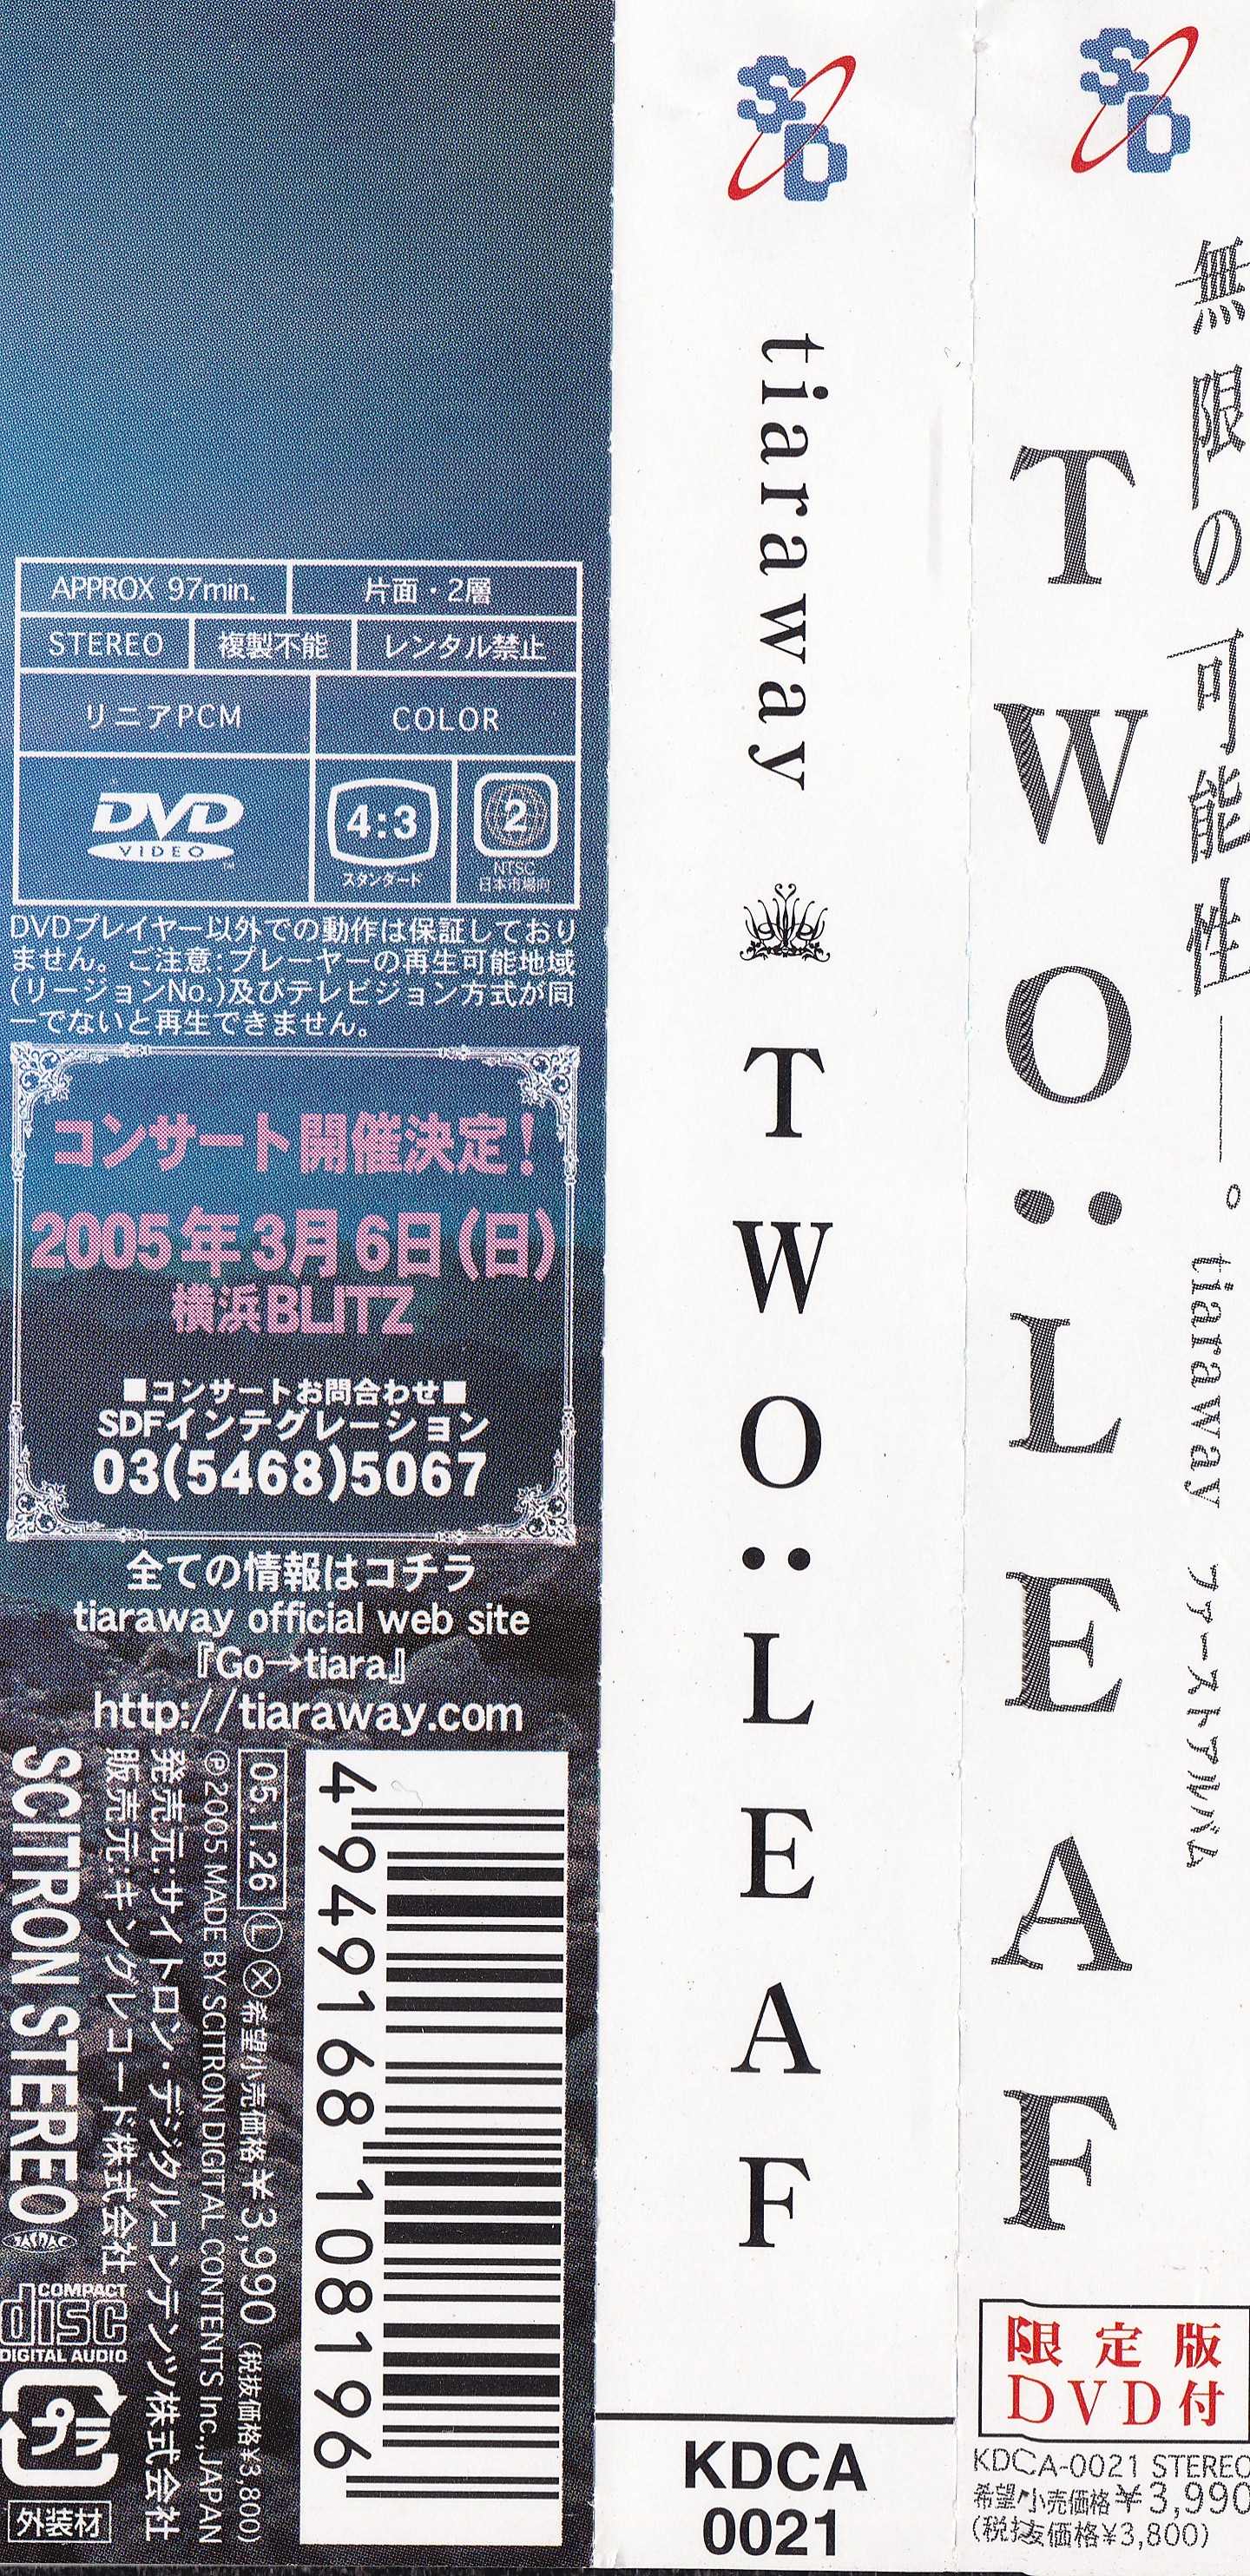 APPROX 97min.
片面・2層
STEREO
複製不能
レンタル禁止
リニアPCM
COLOR
DVD
VIDEO
4:3
スタンダード
2
NTSC
日本市場向
DVDプレイヤー以外での動作は保証しており
ません。ご注意:プレーヤーの再生可能地域
(リージョンNo.)及びテレビジョン方式が同
一でないと再生できません。
コンサート開催決定!
2005年3月6日(日)
横浜BLITZ
■コンサートお問合わせ■
SDFインテグレーション
03(5468)5067
全ての情報はコチラ
tiaraway official web site
『Go→tiara』
http://tiaraway.com
4949168108196
05.1.26 Ⓛ Ⓧ 希望小売価格 ¥3,990 (税抜価格¥3,800)
Ⓟ2005 MADE BY SCITRON DIGITAL CONTENTS Inc.,JAPAN
発売元:サイトロン・デジタルコンテンツ株式会社
販売元:キングレコード株式会社
SCITRON STEREO
JASRAC
COMPACT
disc
DIGITAL AUDIO
プ
外装材
SD
tiaraway
TWO:LEAF
KDCA
0021
SD
無限の可能性――。tiaraway ファーストアルバム
TWO:LEAF
限定版
DVD付
KDCA-0021 STEREO
希望小売価格¥3,990
(税抜価格¥3,800)